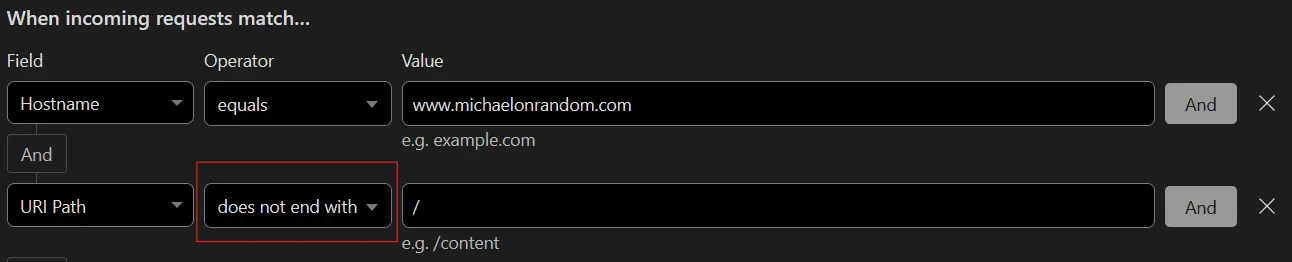 When incoming requests match...
Field Operator Value
Hostname equals www.michaelonrandom.com And
e.g. example.com
And
URI Path does not end with / And
e.g. /content